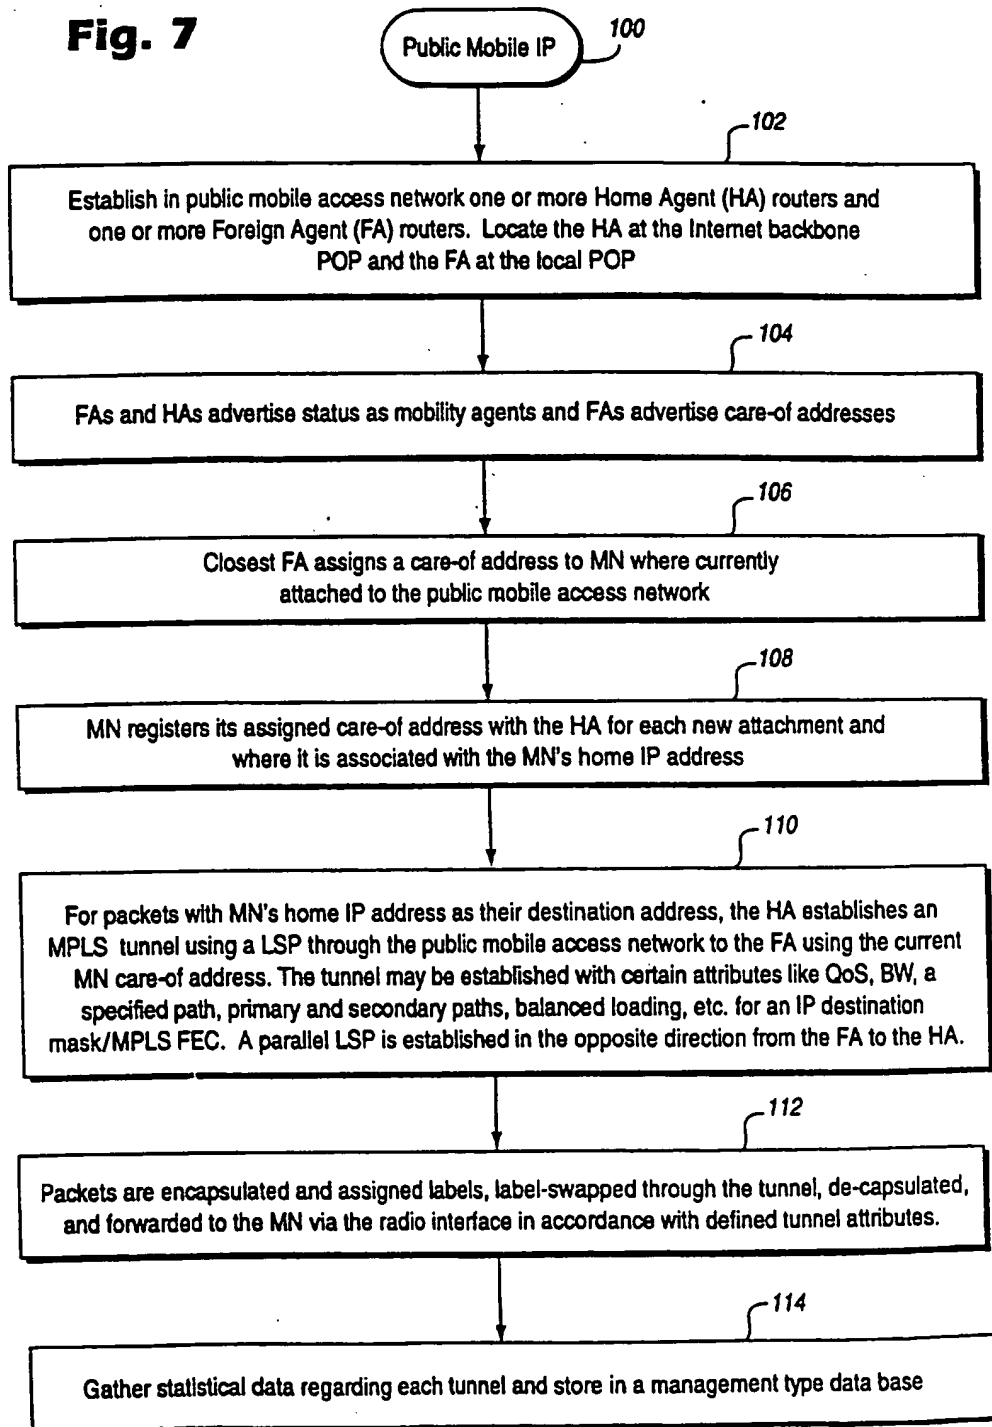 Fig. 7
Public Mobile IP
100
102
Establish in public mobile access network one or more Home Agent (HA) routers and
one or more Foreign Agent (FA) routers. Locate the HA at the Internet backbone
POP and the FA at the local POP
104
FAs and HAs advertise status as mobility agents and FAs advertise care-of addresses
106
Closest FA assigns a care-of address to MN where currently
attached to the public mobile access network
108
MN registers its assigned care-of address with the HA for each new attachment and
where it is associated with the MN's home IP address
110
For packets with MN's home IP address as their destination address, the HA establishes an
MPLS tunnel using a LSP through the public mobile access network to the FA using the current
MN care-of address. The tunnel may be established with certain attributes like QoS, BW, a
specified path, primary and secondary paths, balanced loading, etc. for an IP destination
mask/MPLS FEC. A parallel LSP is established in the opposite direction from the FA to the HA.
112
Packets are encapsulated and assigned labels, label-swapped through the tunnel, de-capsulated,
and forwarded to the MN via the radio interface in accordance with defined tunnel attributes.
114
Gather statistical data regarding each tunnel and store in a management type data base